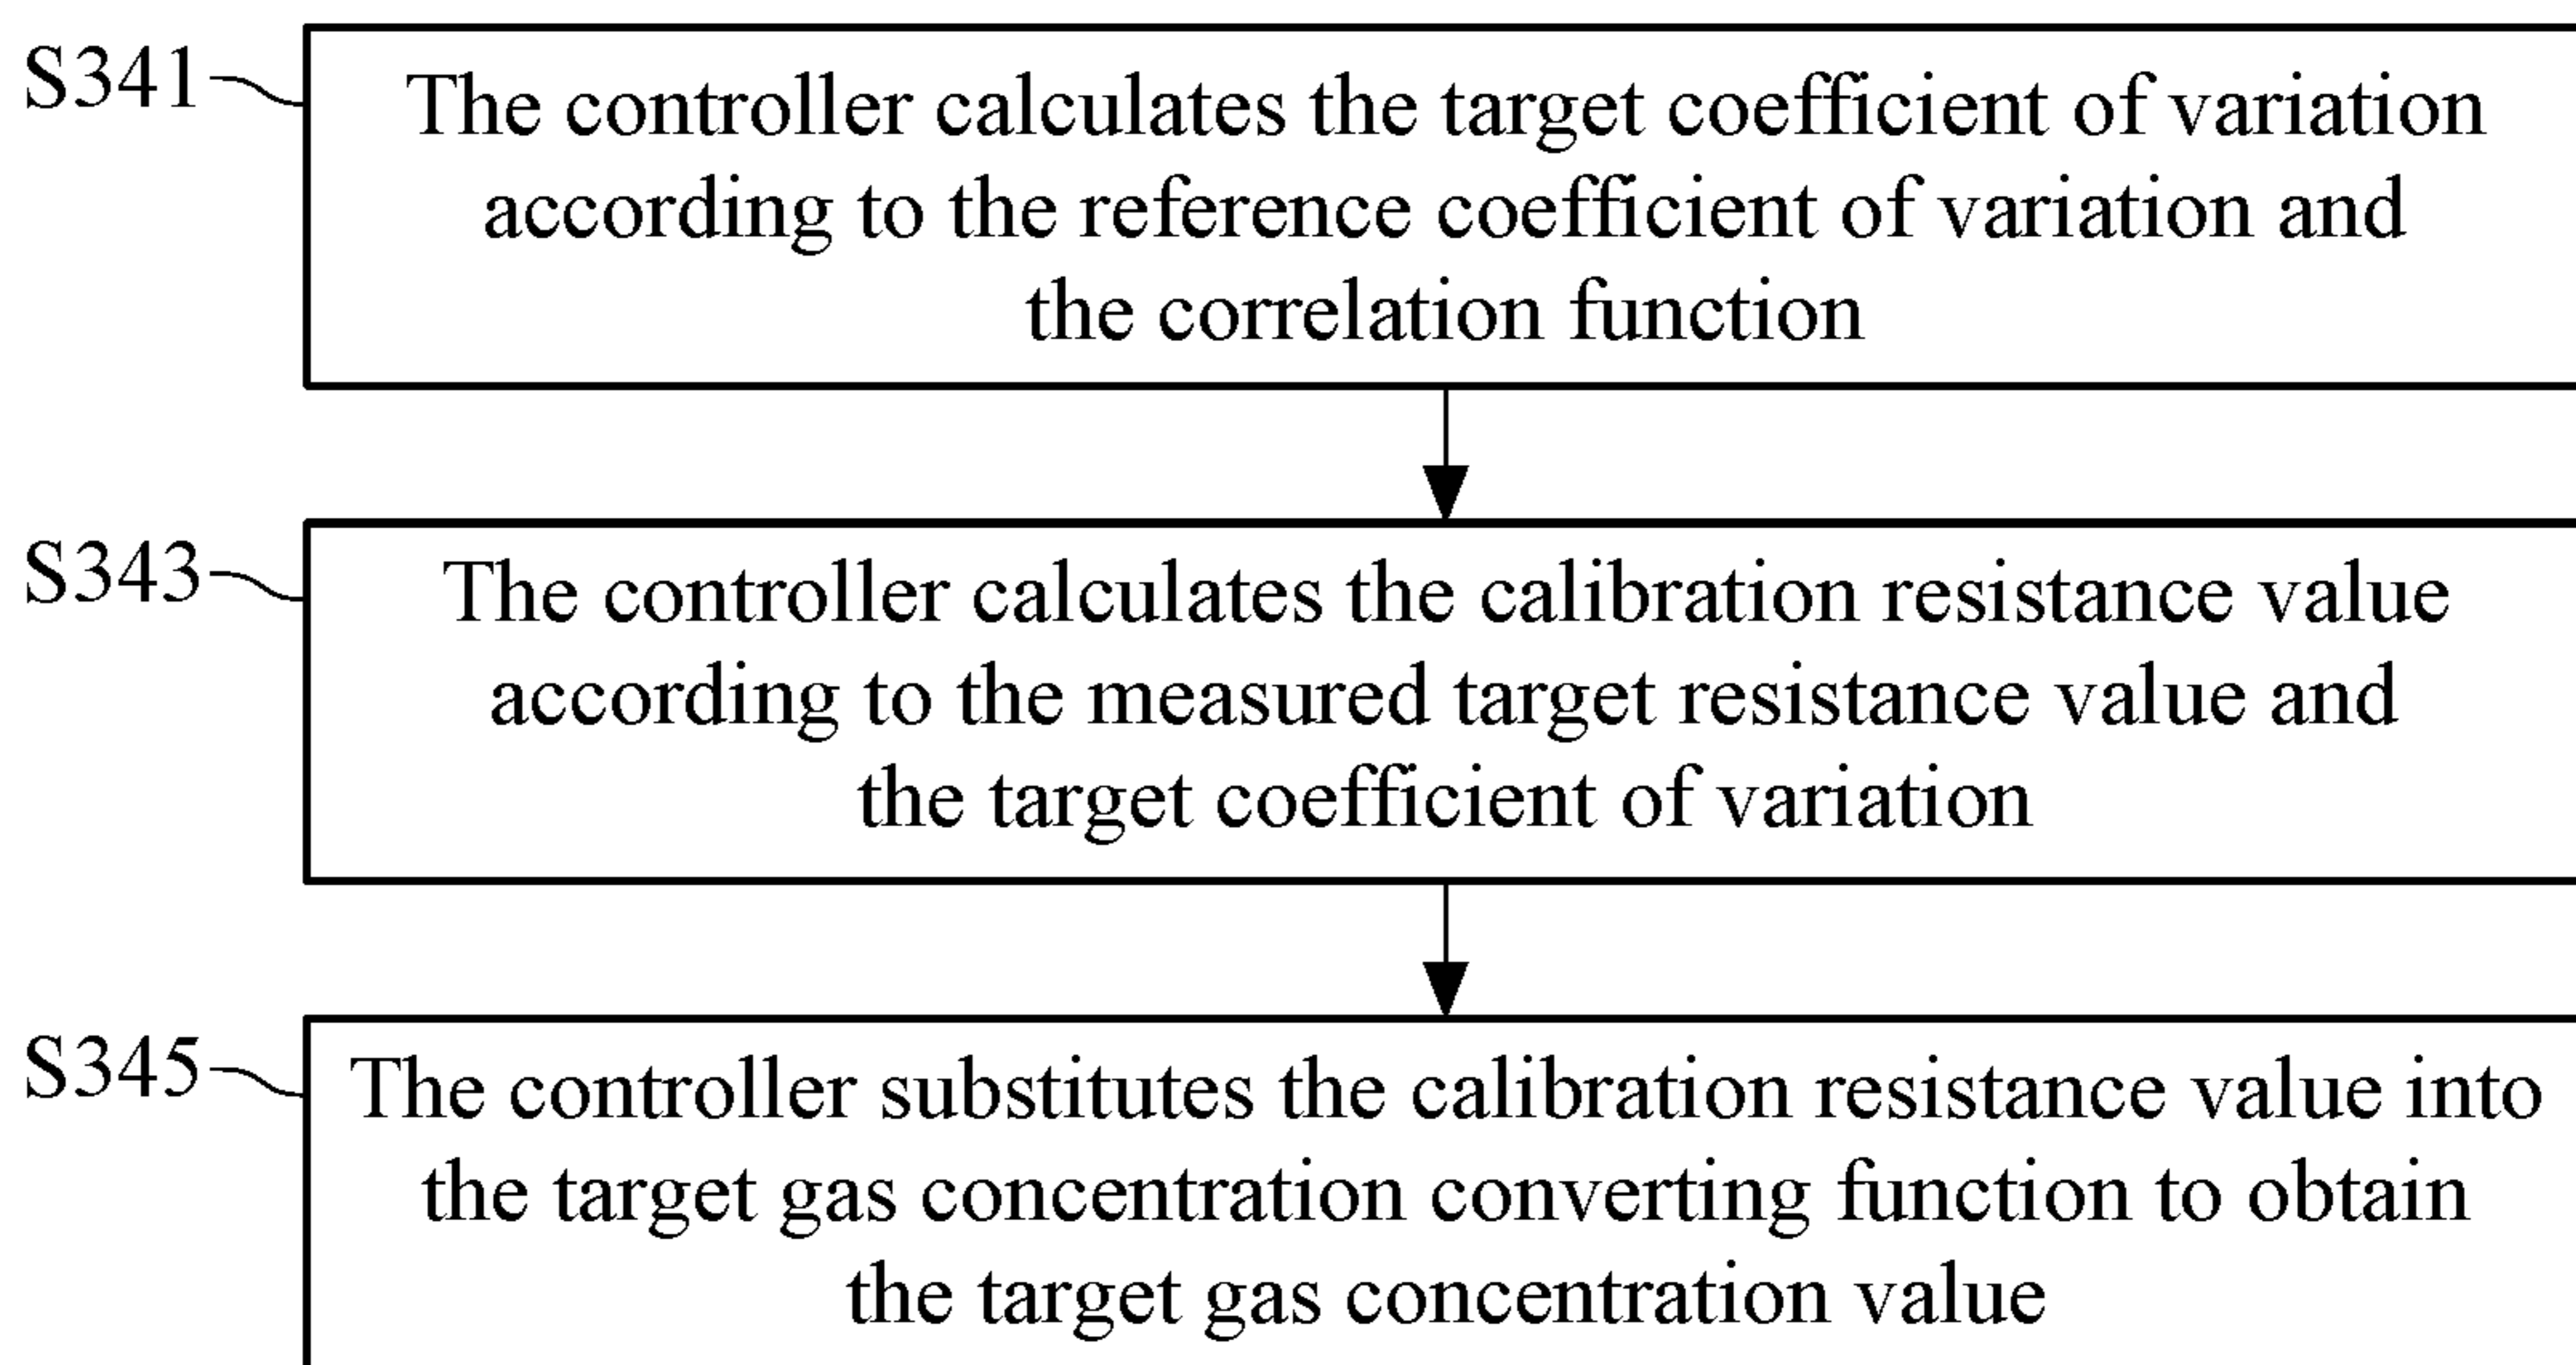 S341
The controller calculates the target coefficient of variation
according to the reference coefficient of variation and
the correlation function
S343
The controller calculates the calibration resistance value
according to the measured target resistance value and
the target coefficient of variation
S345
The controller substitutes the calibration resistance value into
the target gas concentration converting function to obtain
the target gas concentration value